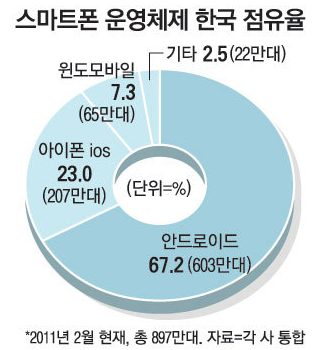 스마트폰 운영체제 한국 점유율
기타 2.5(22만대)
윈도모바일
7.3
(65만대)
아이폰 ios
23.0
(207만대)
(단위=%)
안드로이드
67.2 (603만대)
*2011년 2월 현재, 총 897만대. 자료=각 사 통합